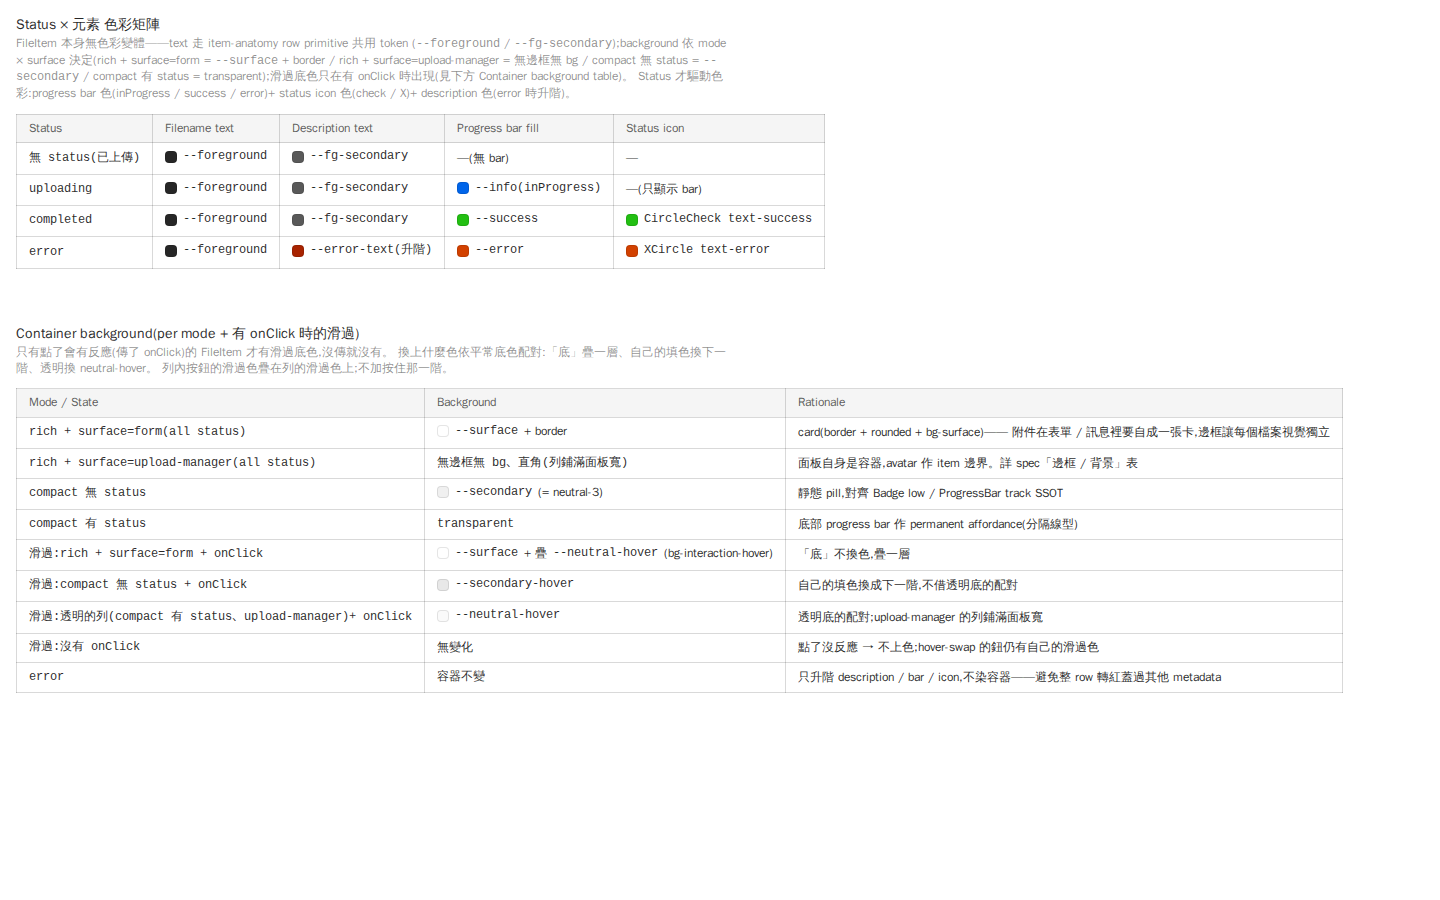 Status × 元素 色彩矩陣
FileItem 本身無色彩變體——text 走 item-anatomy row primitive 共用 token (--foreground / --fg-secondary);background 依 mode
× surface 決定(rich + surface=form = --surface + border / rich + surface=upload-manager = 無邊框無 bg / compact 無 status = --
secondary / compact 有 status = transparent);滑過底色只在有 onClick 時出現(見下方 Container background table)。 Status 才驅動色
彩:progress bar 色(inProgress / success / error)+ status icon 色(check / X)+ description 色(error 時升階)。
Status Filename text Description text Progress bar fill Status icon
無 status(已上傳) --foreground --fg-secondary —(無 bar) —
uploading --foreground --fg-secondary --info(inProgress) —(只顯示 bar)
completed --foreground --fg-secondary --success CircleCheck text-success
error --foreground --error-text(升階) --error XCircle text-error
Container background(per mode + 有 onClick 時的滑過)
只有點了會有反應(傳了 onClick)的 FileItem 才有滑過底色,沒傳就沒有。 換上什麼色依平常底色配對:「底」疊一層、自己的填色換下一
階、透明換 neutral-hover。 列內按鈕的滑過色疊在列的滑過色上;不加按住那一階。
Mode / State Background Rationale
rich + surface=form(all status) --surface + border card(border + rounded + bg-surface)—— 附件在表單 / 訊息裡要自成一張卡,邊框讓每個檔案視覺獨立
rich + surface=upload-manager(all status) 無邊框無 bg、直角(列鋪滿面板寬) 面板自身是容器,avatar 作 item 邊界。詳 spec「邊框 / 背景」表
compact 無 status --secondary (= neutral-3) 靜態 pill,對齊 Badge low / ProgressBar track SSOT
compact 有 status transparent 底部 progress bar 作 permanent affordance(分隔線型)
滑過:rich + surface=form + onClick --surface + 疊 --neutral-hover (bg-interaction-hover) 「底」不換色,疊一層
滑過:compact 無 status + onClick --secondary-hover 自己的填色換成下一階,不借透明底的配對
滑過:透明的列(compact 有 status、upload-manager)+ onClick --neutral-hover 透明底的配對;upload-manager 的列鋪滿面板寬
滑過:沒有 onClick 無變化 點了沒反應 → 不上色;hover-swap 的鈕仍有自己的滑過色
error 容器不變 只升階 description / bar / icon,不染容器——避免整 row 轉紅蓋過其他 metadata